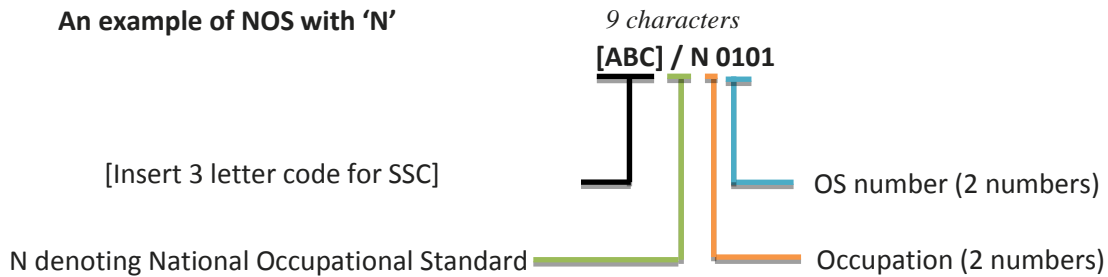 An example of NOS with ‘N’
9 characters
[ABC] / N 0101
[Insert 3 letter code for SSC]
OS number (2 numbers)
N denoting National Occupational Standard
Occupation (2 numbers)